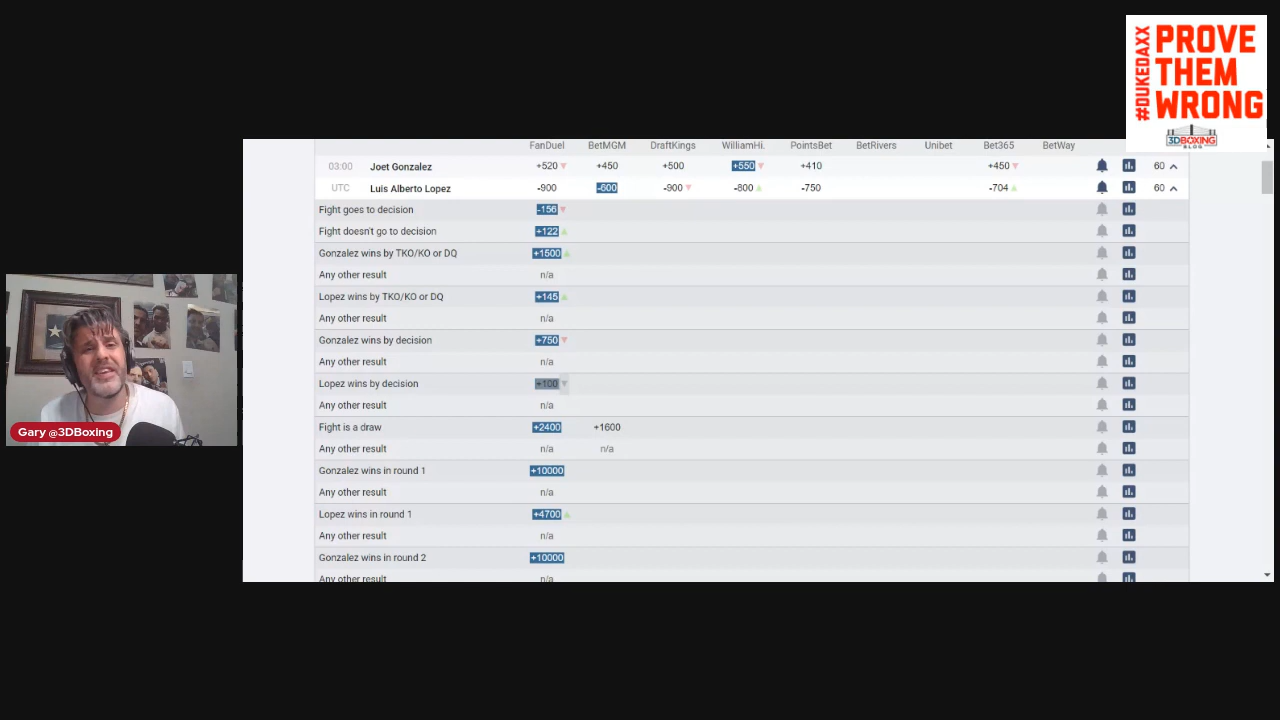 #DUKEDAXX
PROVE
THEM
WRONG
3DBOXING
BLOG
FanDuel BetMGM DraftKings WilliamHi. PointsBet BetRivers Unibet Bet365 BetWay
03:00 Joet Gonzalez +520 +450 +500 +550 +410 +450 60
UTC Luis Alberto Lopez -900 -600 -900 -800 -750 -704 60
Fight goes to decision -156
Fight doesn't go to decision +122
Gonzalez wins by TKO/KO or DQ +1500
Any other result n/a
Lopez wins by TKO/KO or DQ +145
Any other result n/a
Gonzalez wins by decision +750
Any other result n/a
Lopez wins by decision +100
Any other result n/a
Fight is a draw +2400 +1600
Any other result n/a n/a
Gonzalez wins in round 1 +10000
Any other result n/a
Lopez wins in round 1 +4700
Any other result n/a
Gonzalez wins in round 2 +10000
Any other result n/a
Gary @3DBoxing